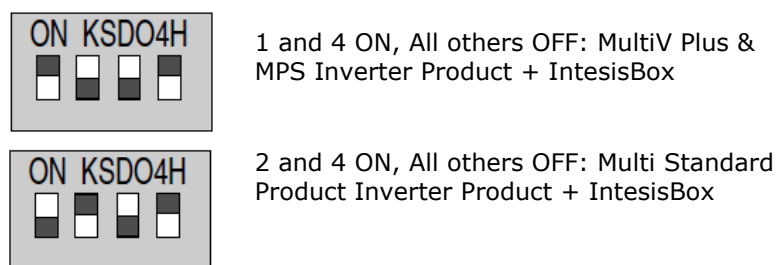 ON KSDO4H
1 and 4 ON, All others OFF: MultiV Plus &
MPS Inverter Product + IntesisBox
ON KSDO4H
2 and 4 ON, All others OFF: Multi Standard
Product Inverter Product + IntesisBox